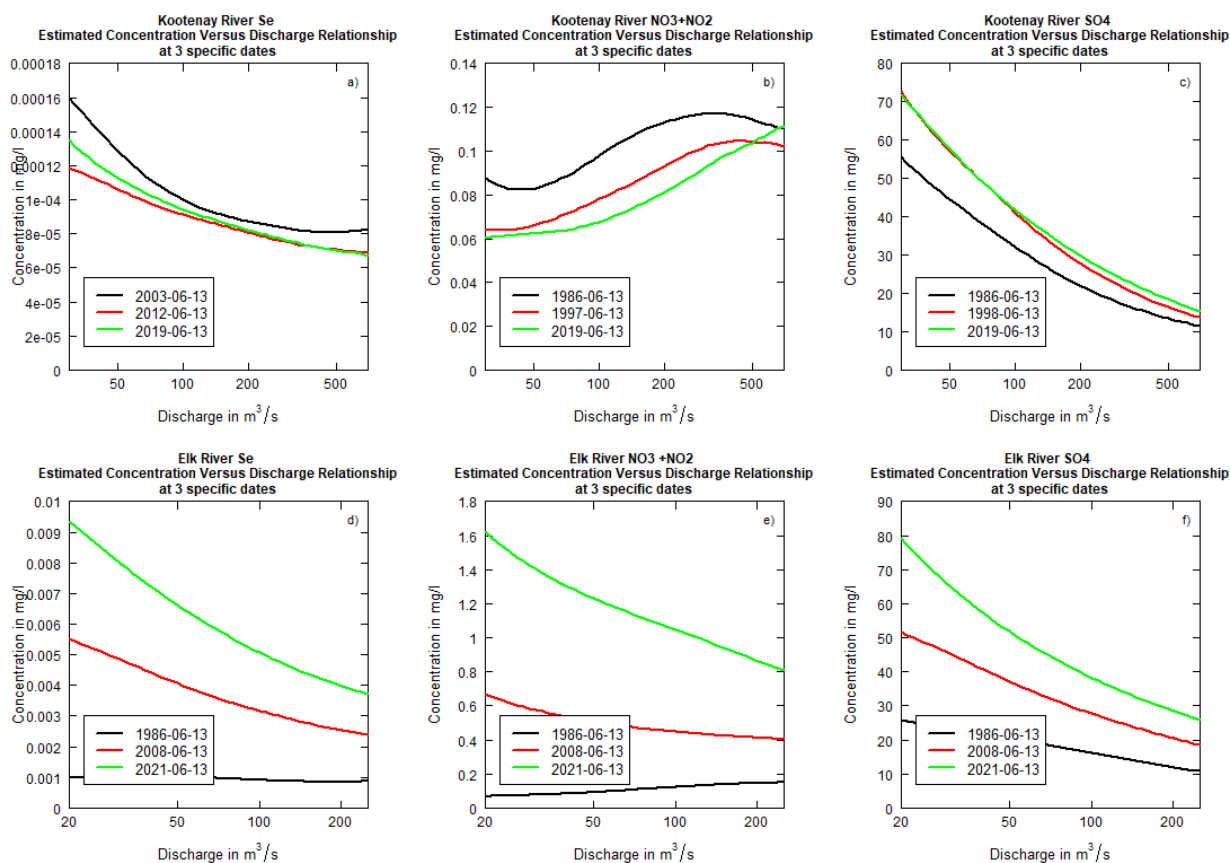 Kootenay River Se
Estimated Concentration Versus Discharge Relationship
at 3 specific dates
a)
Concentration in mg/l
0.00018
0.00016
0.00014
0.00012
1e-04
8e-05
6e-05
4e-05
2e-05
0
2003-06-13
2012-06-13
2019-06-13
50
100
200
500
Discharge in m³/s
Kootenay River NO3+NO2
Estimated Concentration Versus Discharge Relationship
at 3 specific dates
b)
Concentration in mg/l
0.14
0.12
0.1
0.08
0.06
0.04
0.02
0
1986-06-13
1997-06-13
2019-06-13
50
100
200
500
Discharge in m³/s
Kootenay River SO4
Estimated Concentration Versus Discharge Relationship
at 3 specific dates
c)
Concentration in mg/l
80
70
60
50
40
30
20
10
0
1986-06-13
1998-06-13
2019-06-13
50
100
200
500
Discharge in m³/s
Elk River Se
Estimated Concentration Versus Discharge Relationship
at 3 specific dates
d)
Concentration in mg/l
0.01
0.009
0.008
0.007
0.006
0.005
0.004
0.003
0.002
0.001
0
1986-06-13
2008-06-13
2021-06-13
20
50
100
200
Discharge in m³/s
Elk River NO3 +NO2
Estimated Concentration Versus Discharge Relationship
at 3 specific dates
e)
Concentration in mg/l
1.8
1.6
1.4
1.2
1
0.8
0.6
0.4
0.2
0
1986-06-13
2008-06-13
2021-06-13
20
50
100
200
Discharge in m³/s
Elk River SO4
Estimated Concentration Versus Discharge Relationship
at 3 specific dates
f)
Concentration in mg/l
90
80
70
60
50
40
30
20
10
0
1986-06-13
2008-06-13
2021-06-13
20
50
100
200
Discharge in m³/s